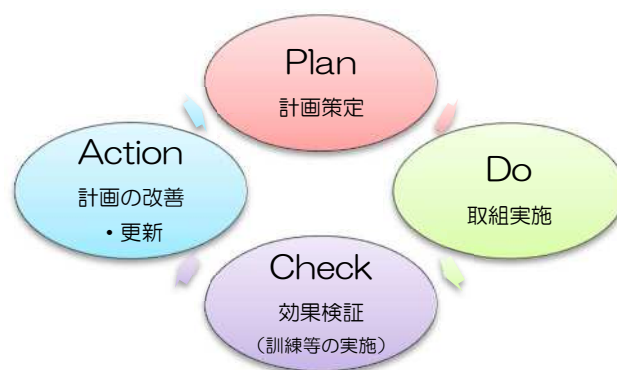 Plan
計画策定
Do
取組実施
Check
効果検証
（訓練等の実施）
Action
計画の改善
・更新